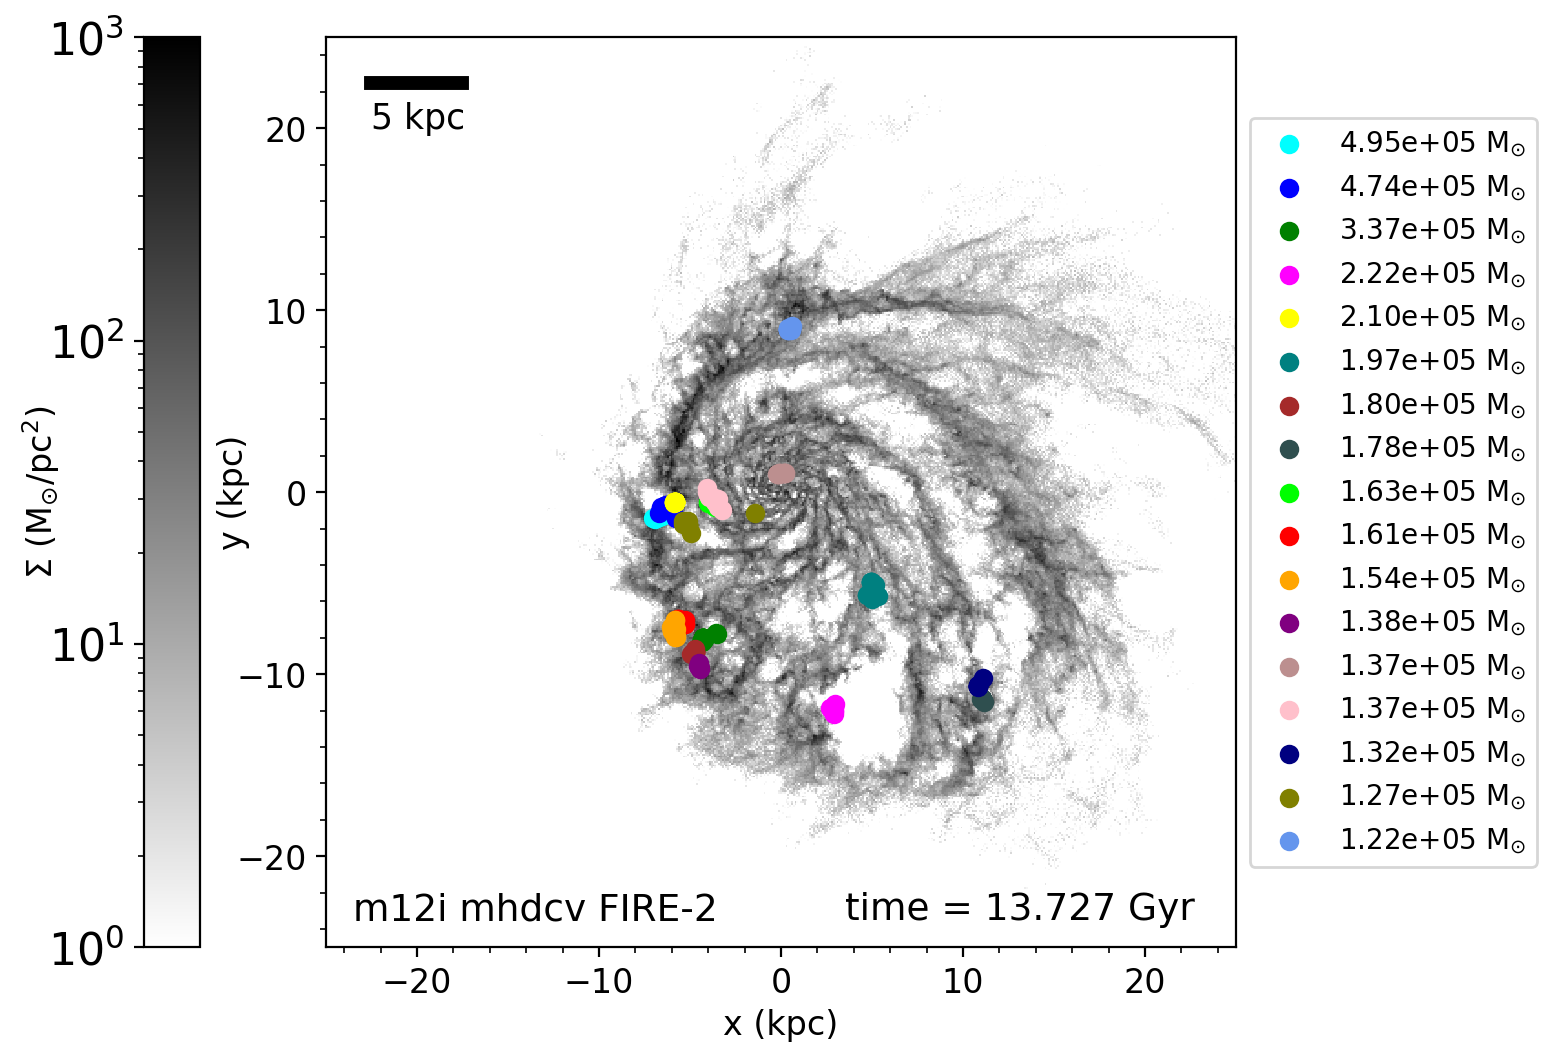 10³
10²
10¹
10⁰
Σ (M⊙/pc²)
5 kpc
20
10
0
−10
−20
y (kpc)
m12i mhdcv FIRE-2
time = 13.727 Gyr
−20
−10
0
10
20
x (kpc)
4.95e+05 M⊙
4.74e+05 M⊙
3.37e+05 M⊙
2.22e+05 M⊙
2.10e+05 M⊙
1.97e+05 M⊙
1.80e+05 M⊙
1.78e+05 M⊙
1.63e+05 M⊙
1.61e+05 M⊙
1.54e+05 M⊙
1.38e+05 M⊙
1.37e+05 M⊙
1.37e+05 M⊙
1.32e+05 M⊙
1.27e+05 M⊙
1.22e+05 M⊙